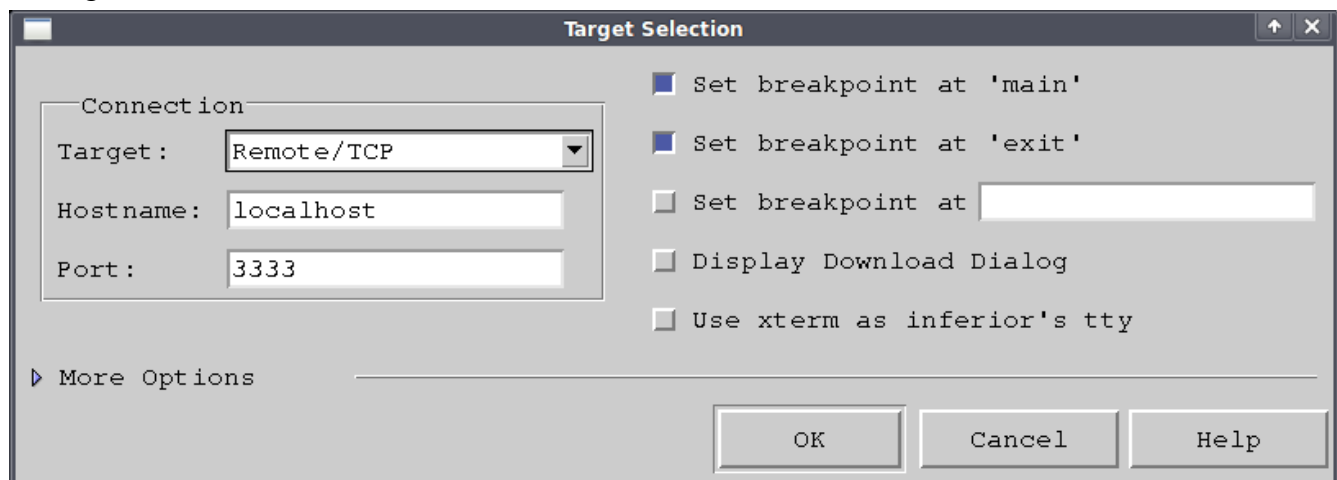 Target Selection
Connection
Target: Remote/TCP
Hostname: localhost
Port: 3333
Set breakpoint at 'main'
Set breakpoint at 'exit'
Set breakpoint at
Display Download Dialog
Use xterm as inferior's tty
More Options
OK Cancel Help